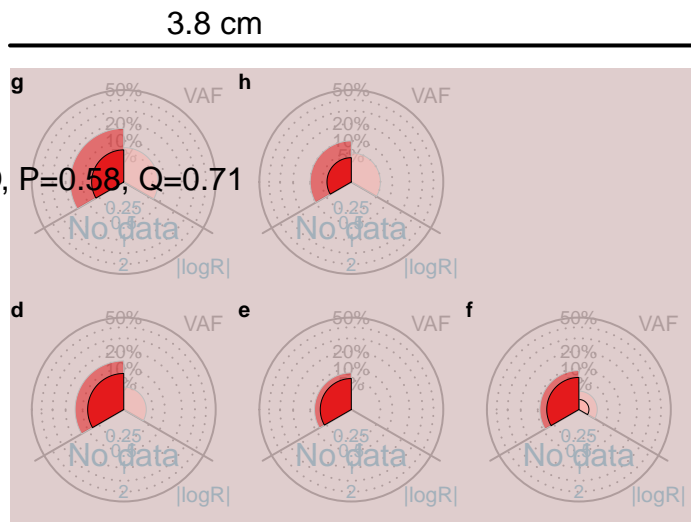 3.8 cm
g
50%
VAF
h
50%
VAF
20%
10%
20%
10%
P=0.58, Q=0.71
0.25
No data
0.25
No data
2
|logR|
2
|logR|
d
50%
VAF
e
50%
VAF
f
50%
VAF
20%
10%
20%
10%
20%
10%
0.25
No data
0.25
No data
0.25
No data
2
|logR|
2
|logR|
2
|logR|